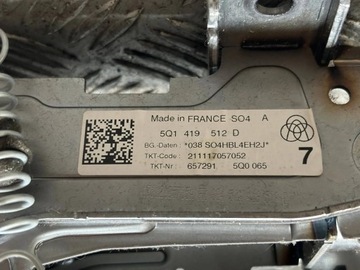 Made in FRANCE SO4 A
5Q1 419 512 D
BG.-Daten : *038 SO4HBL4EH2J*
TKT-Code : 211117057052
TKT-Nr : 657291 5Q0 065
7